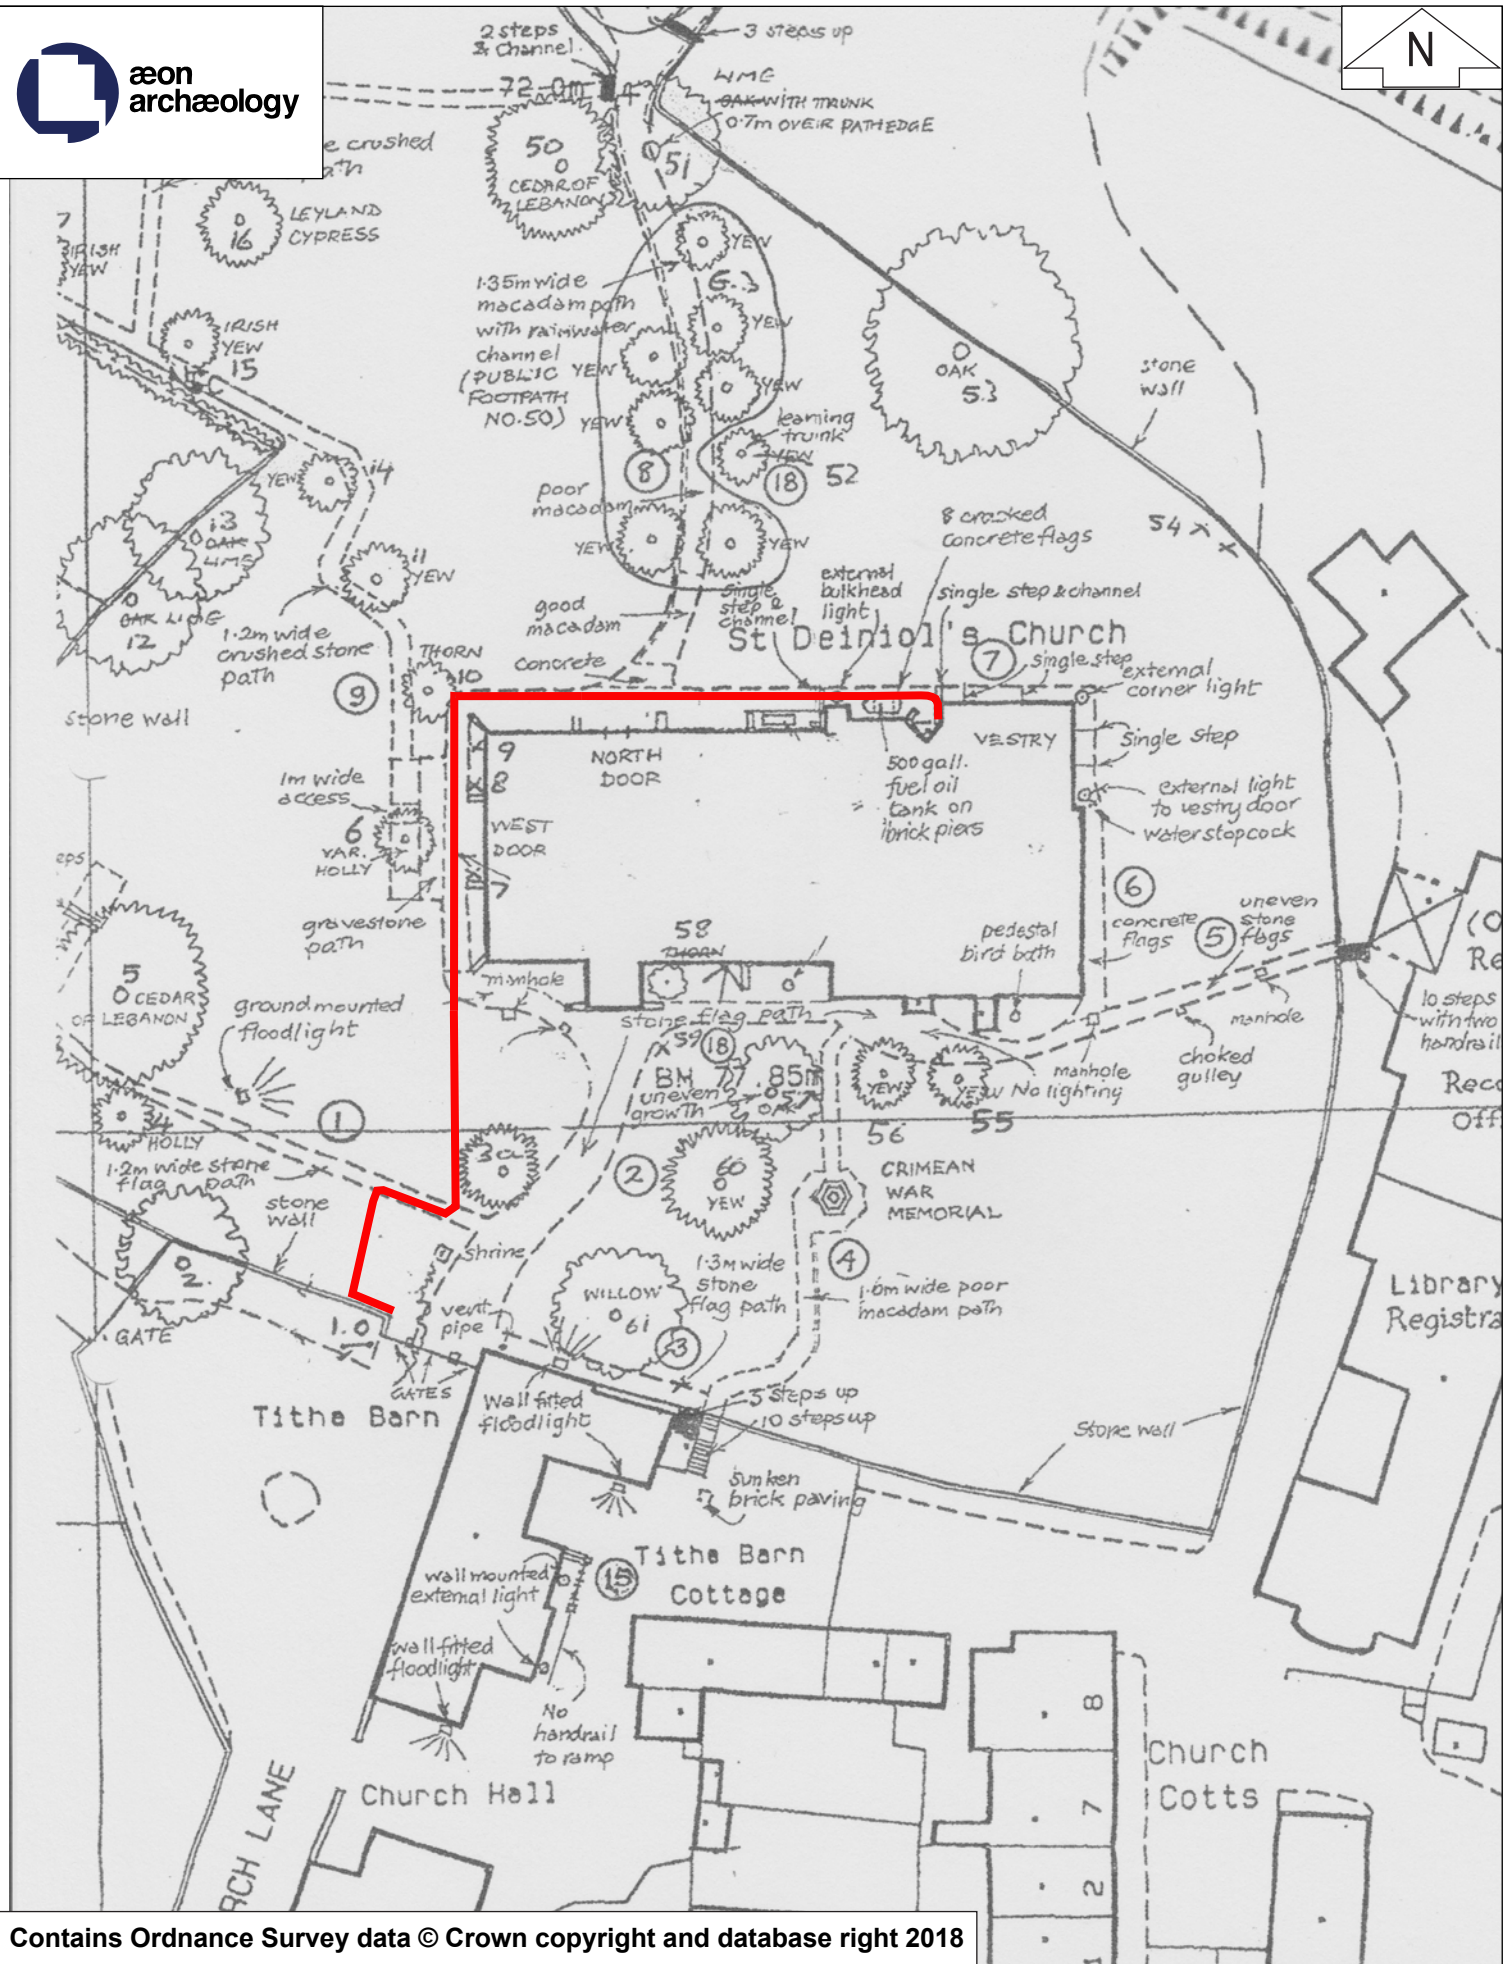 æon
archæology
N
2 steps
& Channel
3 steps up
72.0m
LIME
OAK WITH TRUNK
0.7m OVER PATHEDGE
e crushed
ath
50
CEDAR OF
LEBANON
51
LEYLAND
CYPRESS
16
7
IRISH
YEW
YEW
G.3
1.35m wide
macadam path
with rainwater
channel
(PUBLIC
FOOTPATH
NO.50)
YEW
YEW
YEW
YEW
IRISH
YEW
15
OAK
53
stone
wall
leaning
trunk
YEW
52
8
18
YEW
14
poor
macadam
YEW
YEW
13
OAK
LIME
11
YEW
8 cracked
concrete flags
54
OAK LIME
12
1.2m wide
crushed stone
path
good
macadam
single
step &
channel
external
bulkhead
light
single step & channel
St Deiniol's Church
7
THORN
10
concrete
single step
external
corner light
9
stone wall
NORTH
DOOR
VESTRY
single step
9
8
500 gall.
fuel oil
tank on
brick piers
1m wide
access
external light
to vestry door
water stopcock
6
VAR.
HOLLY
WEST
DOOR
7
6
gravestone
path
58
THORN
pedestal
bird bath
concrete
flags
5
uneven
stone
flags
(O
Re
5
CEDAR
OF LEBANON
ground mounted
floodlight
manhole
stone flag path
manhole
10 steps
with two
handrail
59
18
BM 77.85m
uneven
growth
57
OAK
YEW
56
YEW
55
No lighting
manhole
choked
gulley
Reco
Off
4
HOLLY
1
1.2m wide stone
flag path
3a
2
60
YEW
CRIMEAN
WAR
MEMORIAL
stone
wall
shrine
4
02.
1.3m wide
stone
flag path
1.6m wide poor
macadam path
WILLOW
61
Library
Registra
GATE
1.0
vent
pipe
3
GATES
Tithe Barn
Wall fitted
floodlight
5 steps up
10 steps up
Stone wall
sunken
brick paving
Tithe Barn
Cottage
wall mounted
external light
15
wall fitted
floodlight
No
handrail
to ramp
8
Church
Cotts
Church Hall
7
RCH LANE
2
1
Contains Ordnance Survey data © Crown copyright and database right 2018